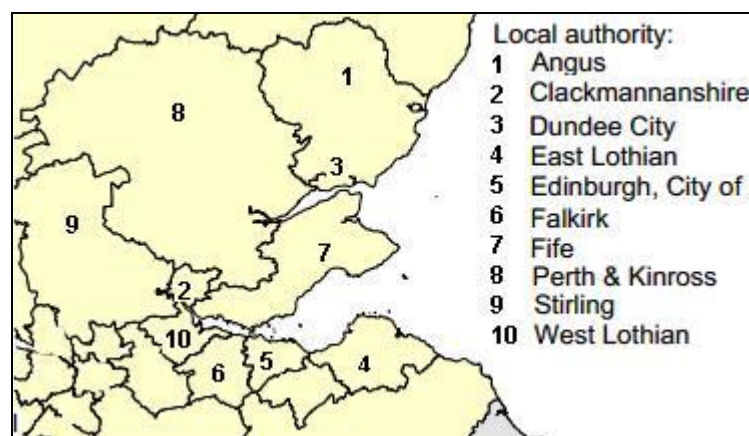 Local authority:
1 Angus
2 Clackmannanshire
3 Dundee City
4 East Lothian
5 Edinburgh, City of
6 Falkirk
7 Fife
8 Perth & Kinross
9 Stirling
10 West Lothian
1
8
3
9
7
2
10
6
5
4